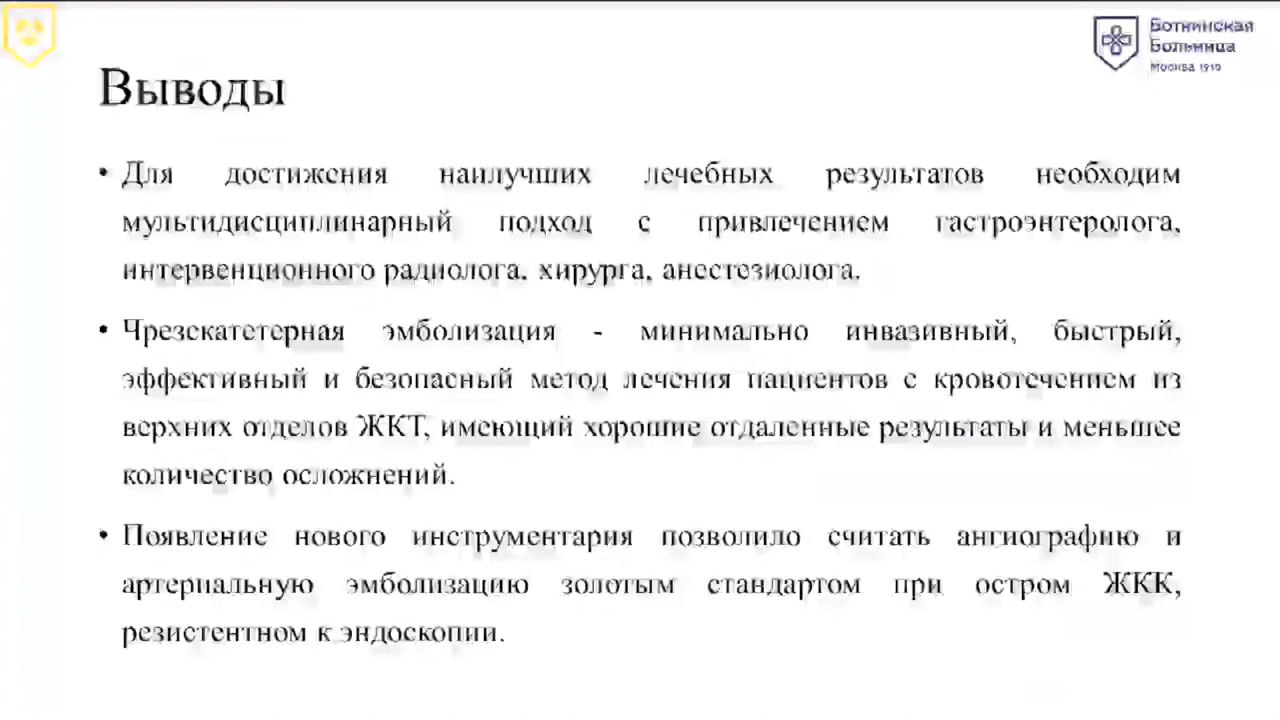 Боткинская
Больница
Москва 1910
Выводы
• Для достижения наилучших лечебных результатов необходим
мультидисциплинарный подход с привлечением гастроэнтеролога,
интервенционного радиолога, хирурга, анестезиолога.
• Чрезскатетерная эмболизация - минимально инвазивный, быстрый,
эффективный и безопасный метод лечения пациентов с кровотечением из
верхних отделов ЖКТ, имеющий хорошие отдаленные результаты и меньшее
количество осложнений.
• Появление нового инструментария позволило считать ангиографию и
артериальную эмболизацию золотым стандартом при остром ЖКК,
резистентном к эндоскопии.